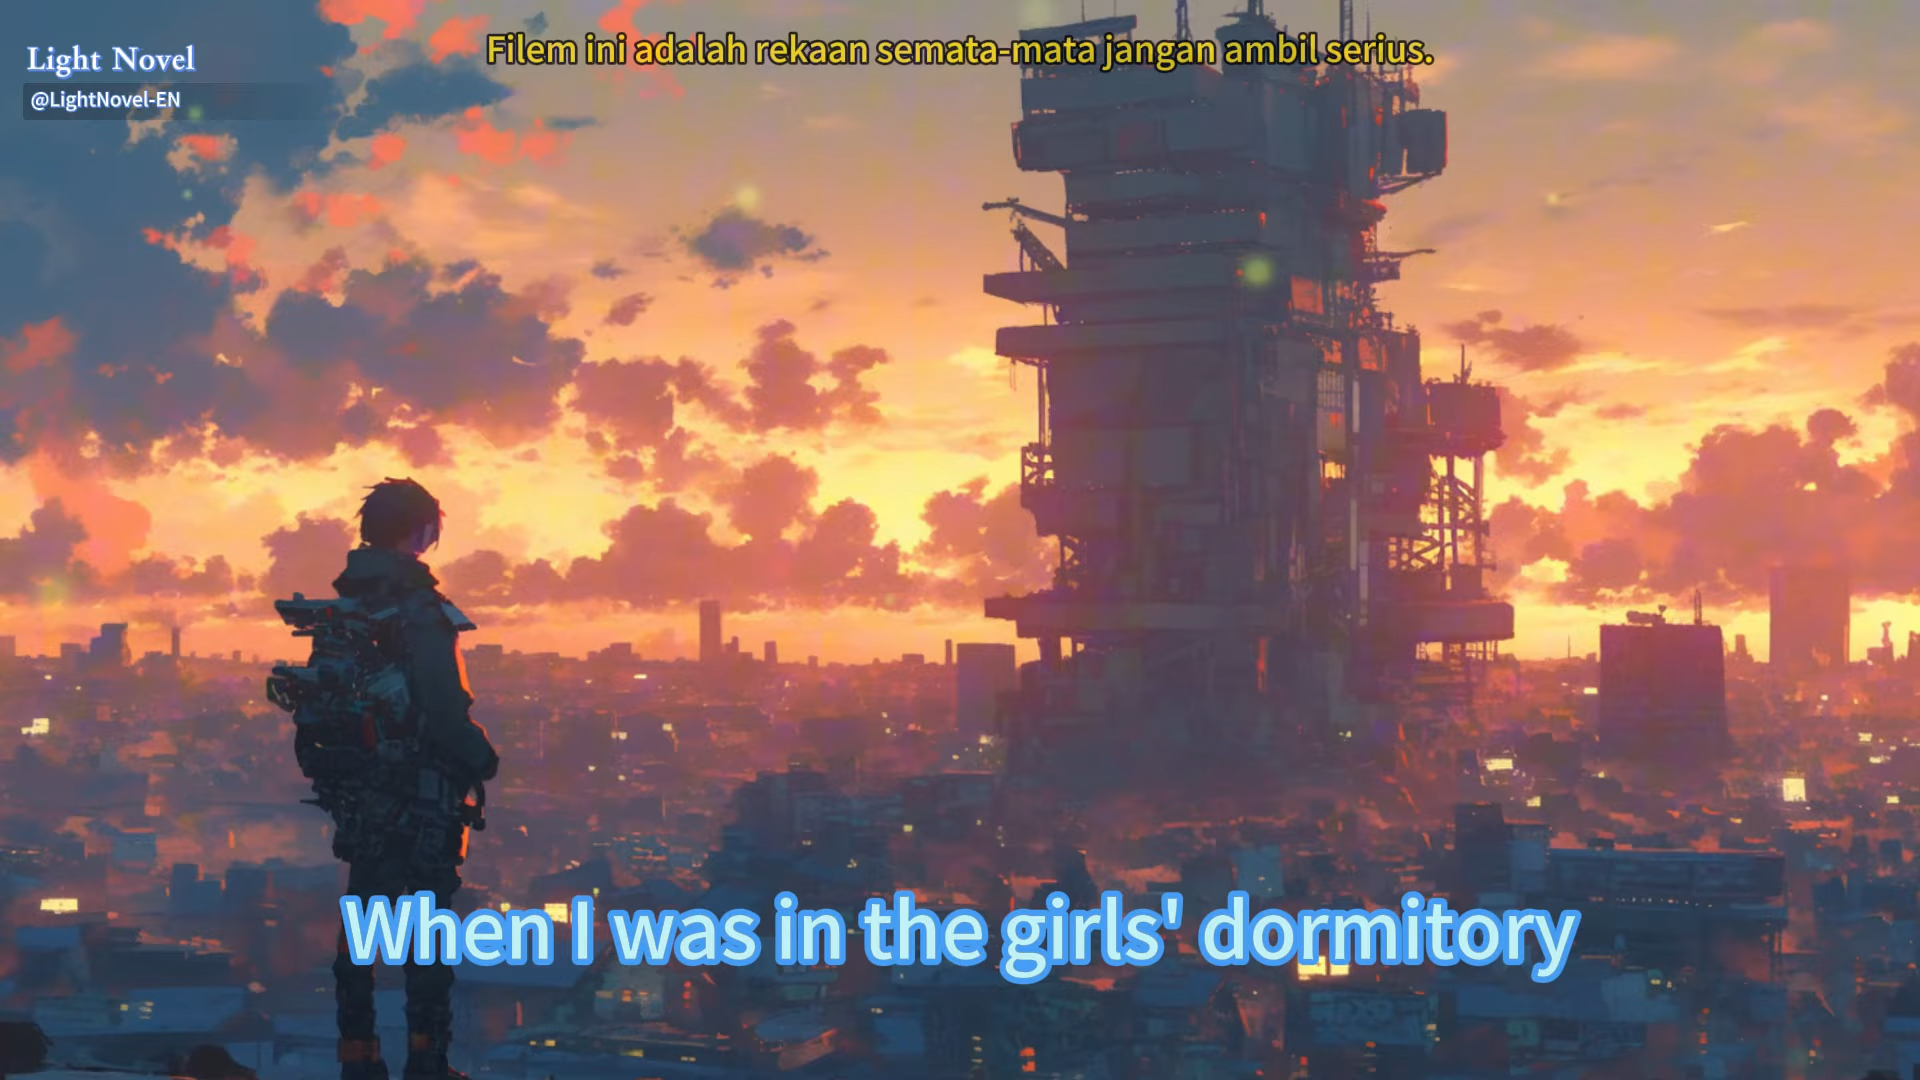 Light Novel
@LightNovel-EN
Filem ini adalah rekaan semata-mata jangan ambil serius.
When I was in the girls' dormitory